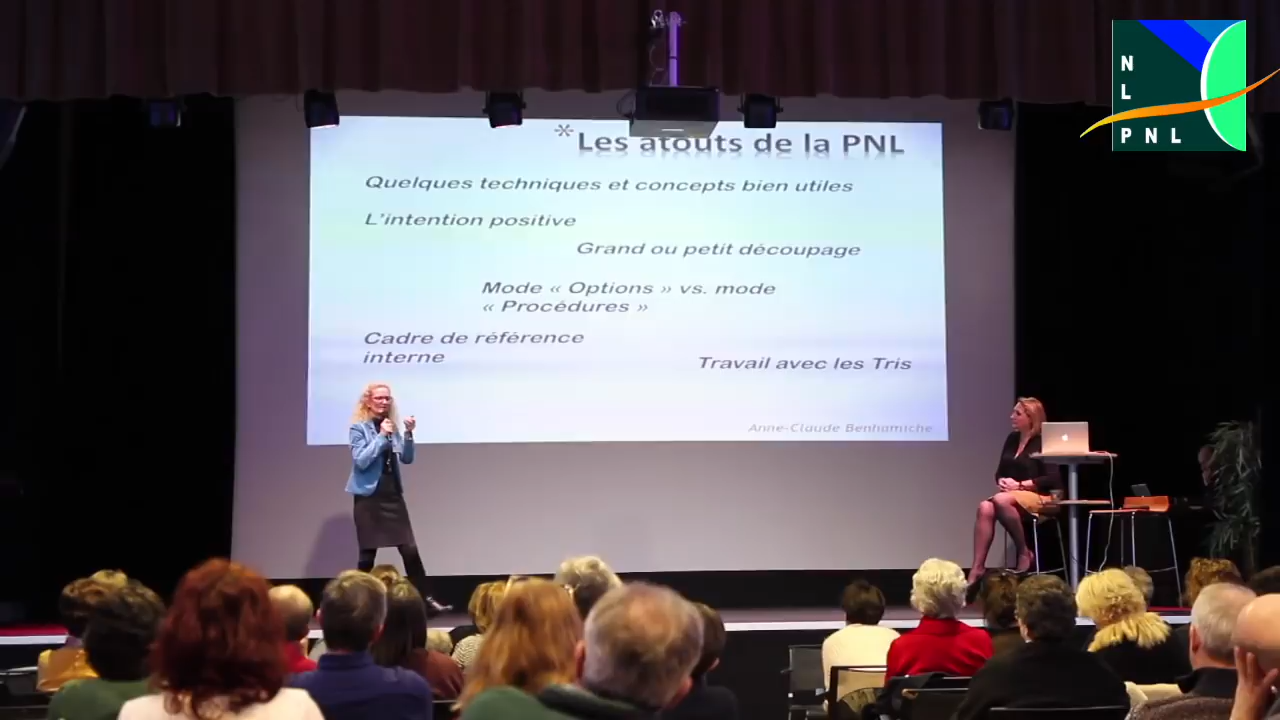 N
L
PNL
*Les atouts de la PNL
Quelques techniques et concepts bien utiles
L'intention positive
Grand ou petit découpage
Mode « Options » vs. mode
« Procédures »
Cadre de référence
interne
Travail avec les Tris
Anne-Claude Benhamiche